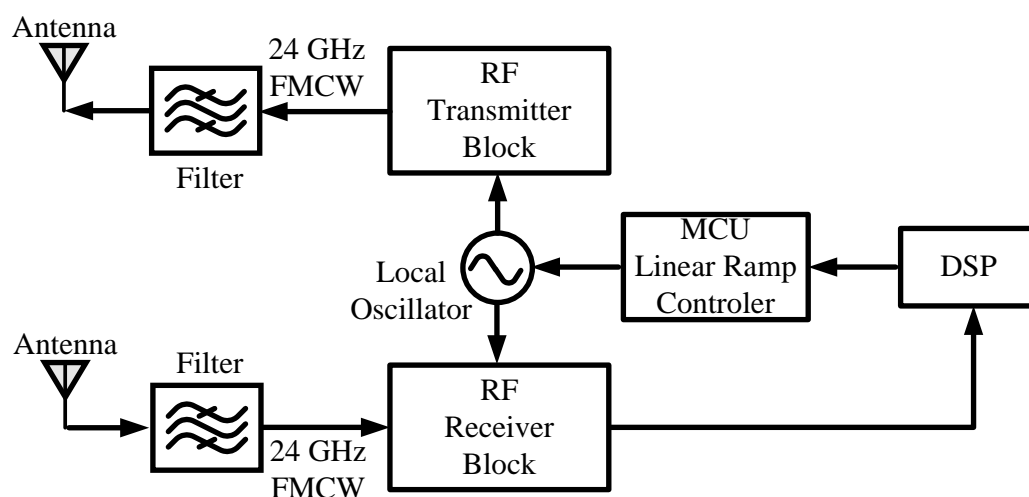 Antenna
24 GHz
FMCW
Filter
RF
Transmitter
Block
Local
Oscillator
MCU
Linear Ramp
Controler
DSP
Antenna
Filter
24 GHz
FMCW
RF
Receiver
Block